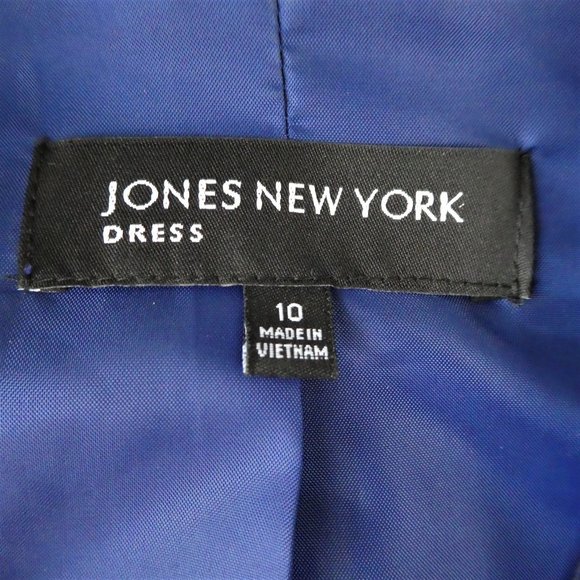 JONES NEW YORK
DRESS
10
MADE IN
VIETNAM